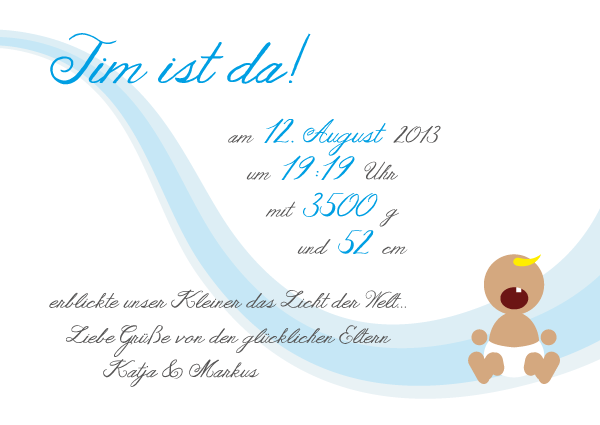 Tim ist da!
am 12. August 2013
um 19:19 Uhr
mit 3500 g
und 52 cm
erblickte unser Kleiner das Licht der Welt...
Liebe Grüße von den glücklichen Eltern
Katja & Markus